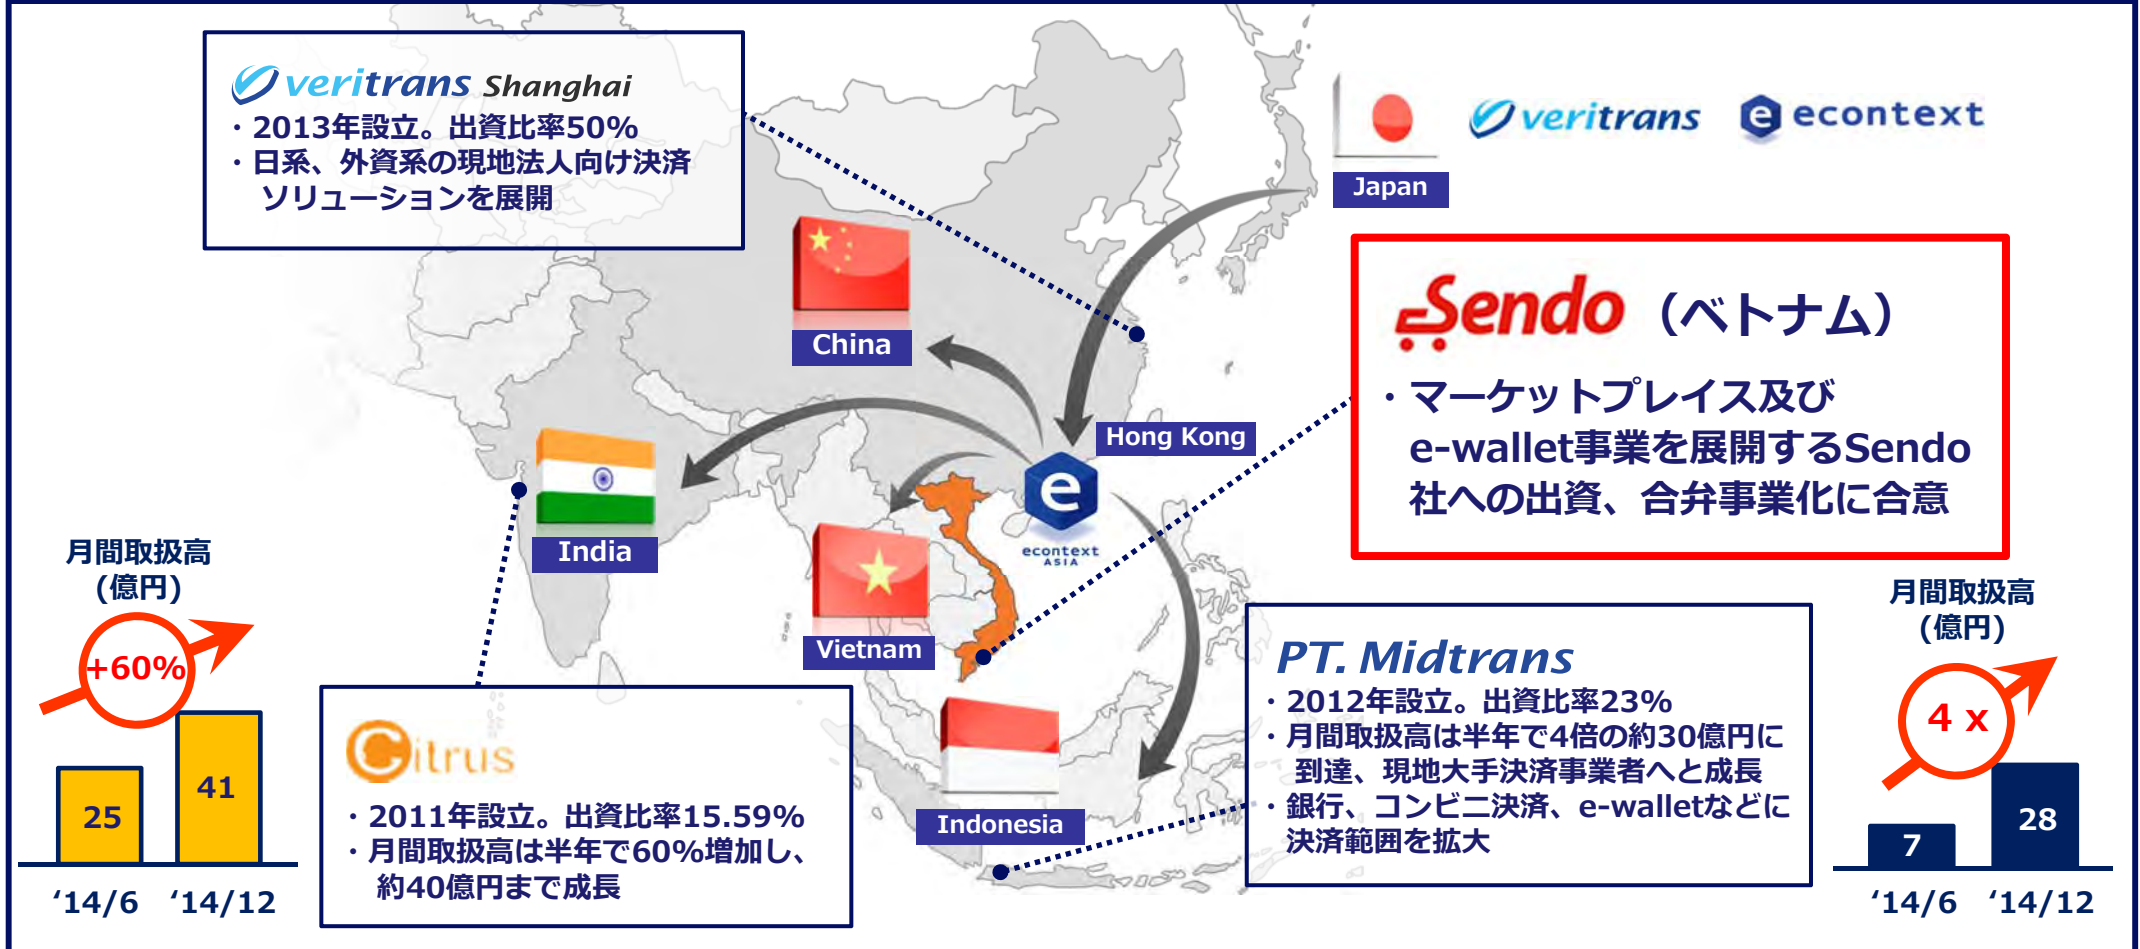 veritrans Shanghai
・2013年設立。出資比率50%
・日系、外資系の現地法人向け決済
ソリューションを展開
veritrans
e econtext
Japan
China
Sendo（ベトナム）
・マーケットプレイス及び
e-wallet事業を展開するSendo
社への出資、合弁事業化に合意
Hong Kong
e
econtext
ASIA
India
Vietnam
Indonesia
月間取扱高
(億円)
+60%
25
41
‘14/6
‘14/12
Citrus
・2011年設立。出資比率15.59%
・月間取扱高は半年で60%増加し、
約40億円まで成長
PT. Midtrans
・2012年設立。出資比率23%
・月間取扱高は半年で4倍の約30億円に
到達、現地大手決済事業者へと成長
・銀行、コンビニ決済、e-walletなどに
決済範囲を拡大
月間取扱高
(億円)
4 x
7
28
‘14/6
‘14/12